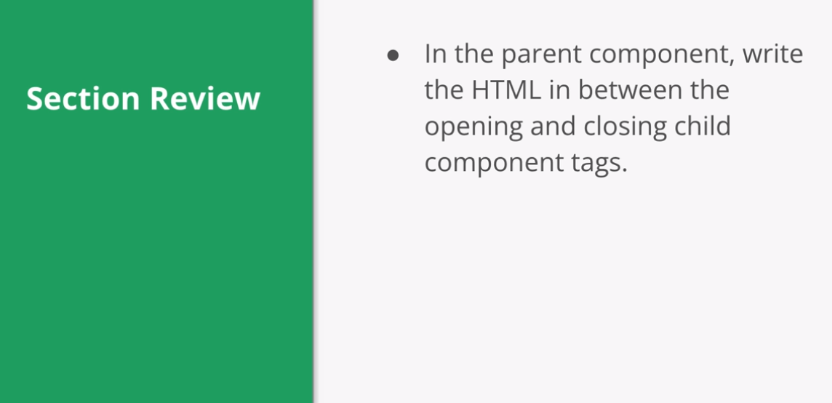 Section Review
● In the parent component, write
the HTML in between the
opening and closing child
component tags.